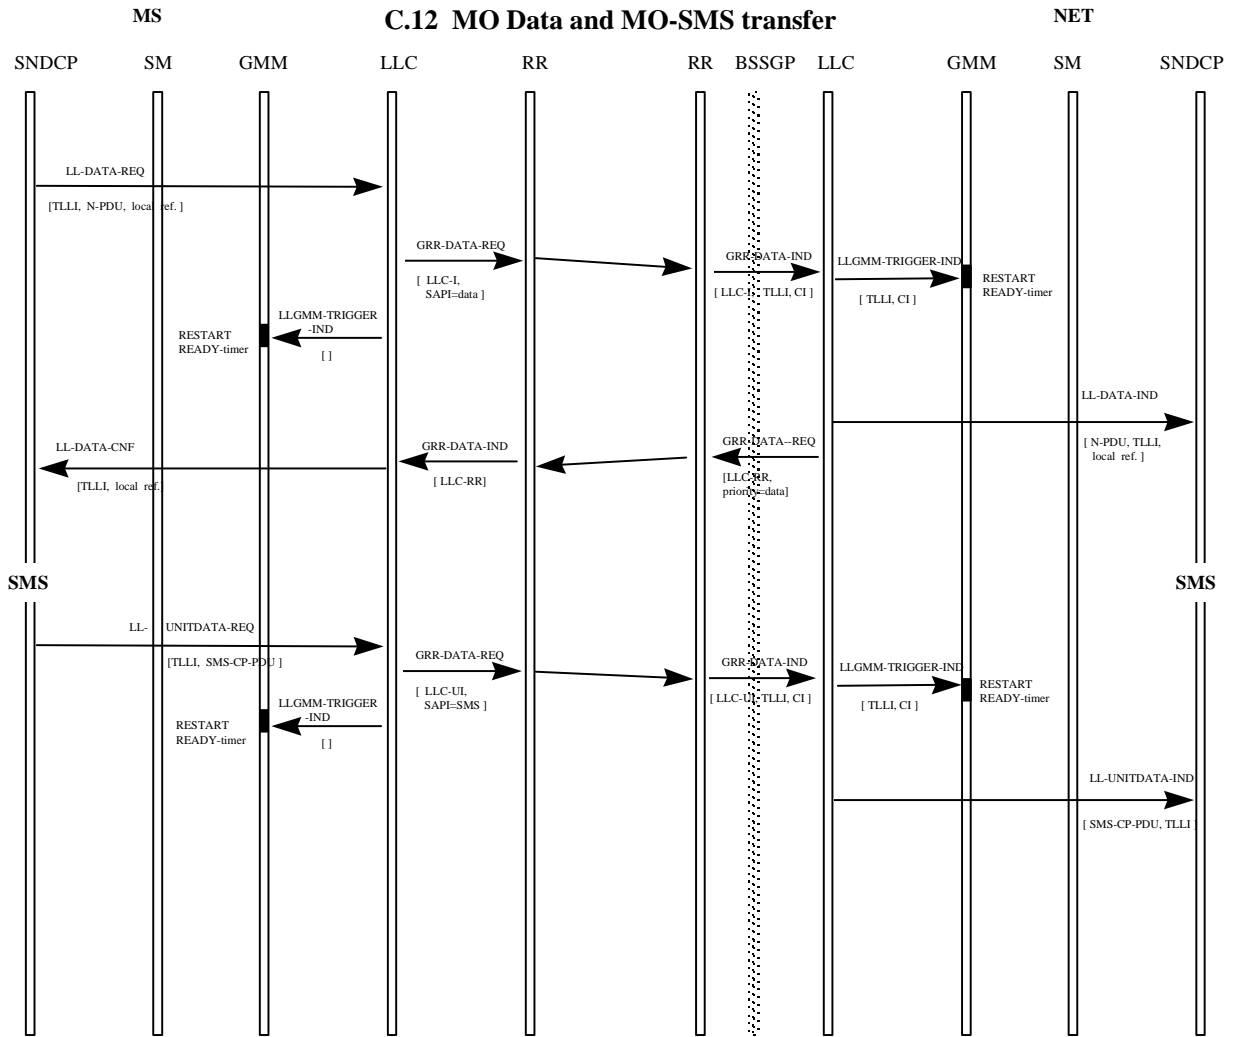 MS C.12 MO Data and MO-SMS transfer NET
SNDCP SM GMM LLC RR RR BSSGP LLC GMM SM SNDCP
LL-DATA-REQ
[TLLI, N-PDU, local ref. ]
GRR-DATA-REQ
[ LLC-I,
SAPI=data ]
GRR-DATA-IND
[ LLC-I, TLLI, CI ]
LLGMM-TRIGGER-IND
[ TLLI, CI ]
RESTART
READY-timer
LLGMM-TRIGGER
-IND
[ ]
RESTART
READY-timer
LL-DATA-IND
[ N-PDU, TLLI,
local ref. ]
GRR-DATA--REQ
[LLC-RR,
priority=data]
GRR-DATA-IND
[ LLC-RR]
LL-DATA-CNF
[TLLI, local ref.]
SMS SMS
LL- UNITDATA-REQ
[TLLI, SMS-CP-PDU ]
GRR-DATA-REQ
[ LLC-UI,
SAPI=SMS ]
GRR-DATA-IND
[ LLC-UI, TLLI, CI ]
LLGMM-TRIGGER-IND
[ TLLI, CI ]
RESTART
READY-timer
LLGMM-TRIGGER
-IND
[ ]
RESTART
READY-timer
LL-UNITDATA-IND
[ SMS-CP-PDU, TLLI ]